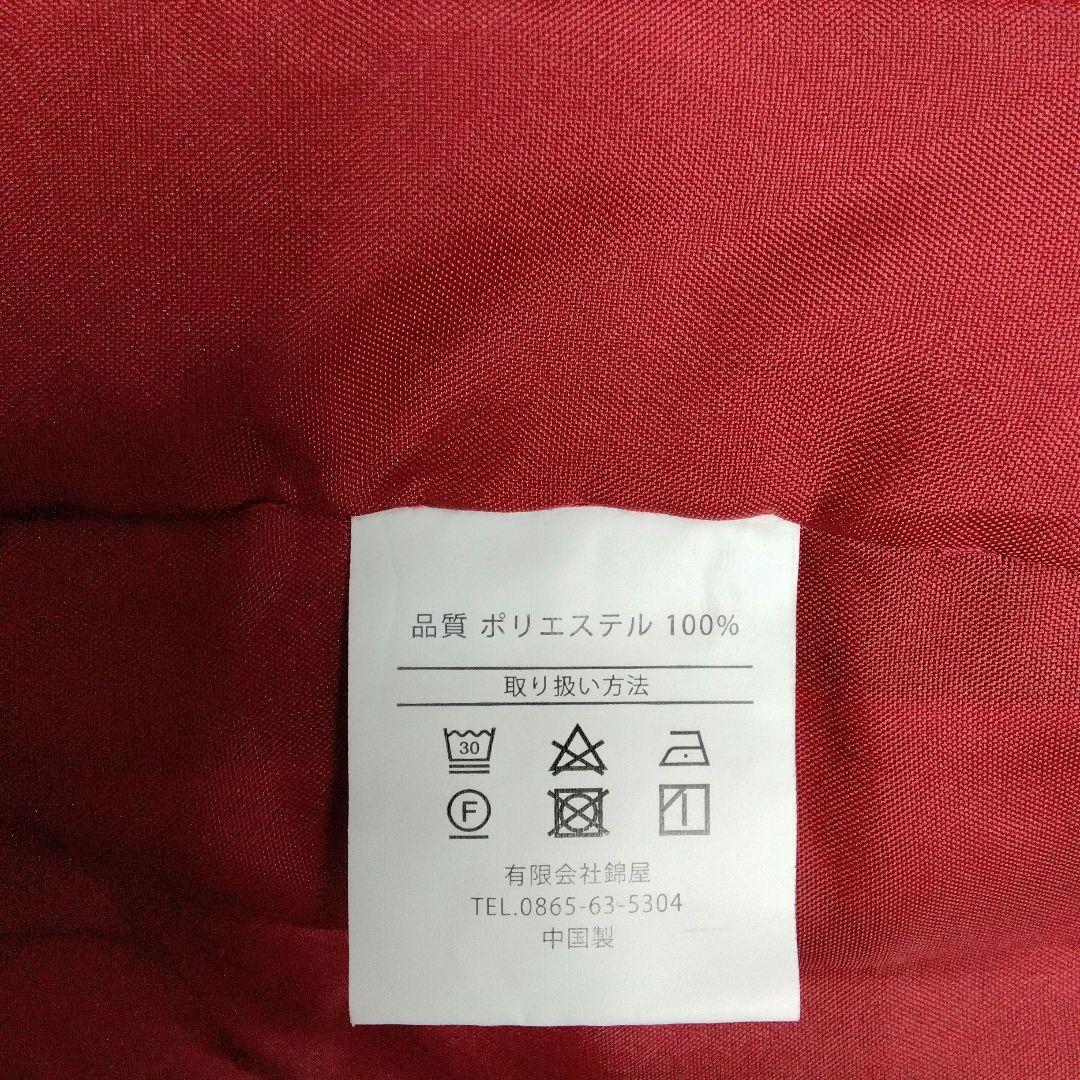 品質 ポリエステル 100%
取り扱い方法
30
F
有限会社錦屋
TEL.0865-63-5304
中国製